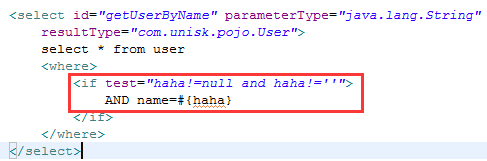 <select id="getUserByName" parameterType="java.lang.String"
resultType="com.unisk.pojo.User">
select * from user
<where>
<if test="haha!=null and haha!=''">
AND name=#{haha}
</if>
</where>
</select>